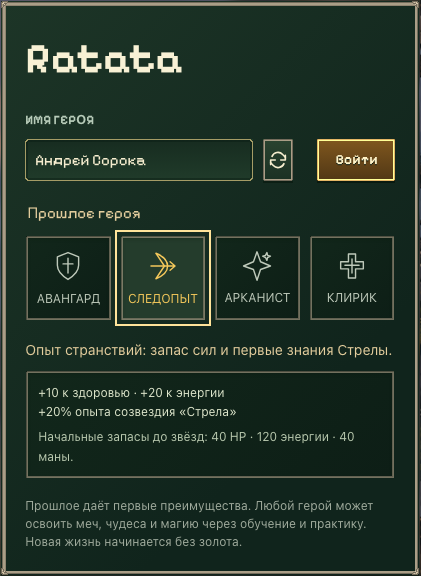 Ratata
ИМЯ ГЕРОЯ
Андрей Сорока
Войти
Прошлое героя
АВАНГАРД
СЛЕДОПЫТ
АРКАНИСТ
КЛИРИК
Опыт странствий: запас сил и первые знания Стрелы.
+10 к здоровью · +20 к энергии
+20% опыта созвездия «Стрела»
Начальные запасы до звёзд: 40 HP · 120 энергии · 40
маны.
Прошлое даёт первые преимущества. Любой герой может
освоить меч, чудеса и магию через обучение и практику.
Новая жизнь начинается без золота.